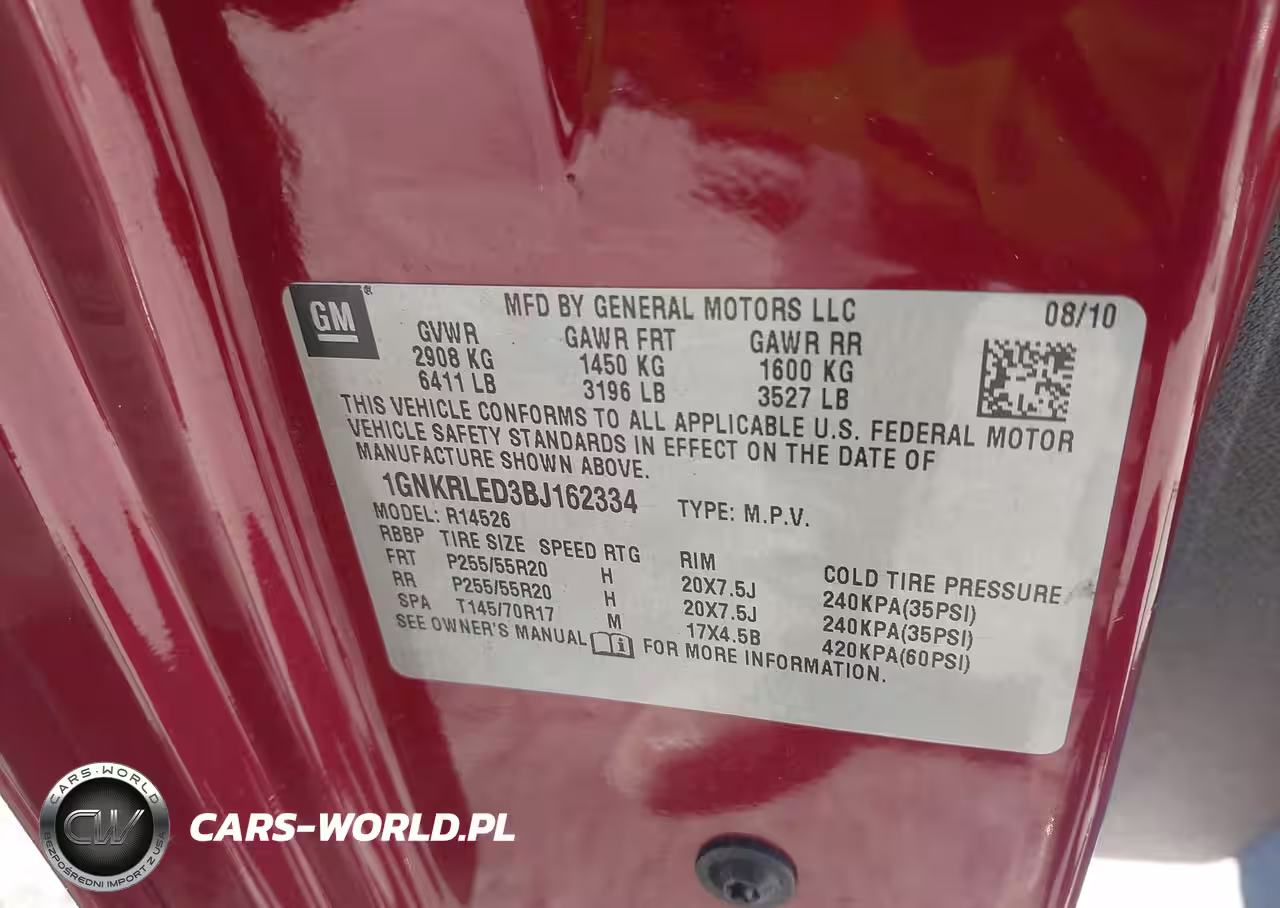 GM®
MFD BY GENERAL MOTORS LLC 08/10
GVWR GAWR FRT GAWR RR
2908 KG 1450 KG 1600 KG
6411 LB 3196 LB 3527 LB
THIS VEHICLE CONFORMS TO ALL APPLICABLE U.S. FEDERAL MOTOR
VEHICLE SAFETY STANDARDS IN EFFECT ON THE DATE OF
MANUFACTURE SHOWN ABOVE.
1GNKRLED3BJ162334 TYPE: M.P.V.
MODEL: R14526
RBBP TIRE SIZE SPEED RTG RIM COLD TIRE PRESSURE
FRT P255/55R20 H 20X7.5J 240KPA(35PSI)
RR P255/55R20 H 20X7.5J 240KPA(35PSI)
SPA T145/70R17 M 17X4.5B 420KPA(60PSI)
SEE OWNER'S MANUAL i FOR MORE INFORMATION.
CARS-WORLD
CW
BEZPOŚREDNI IMPORT Z USA
CARS-WORLD.PL